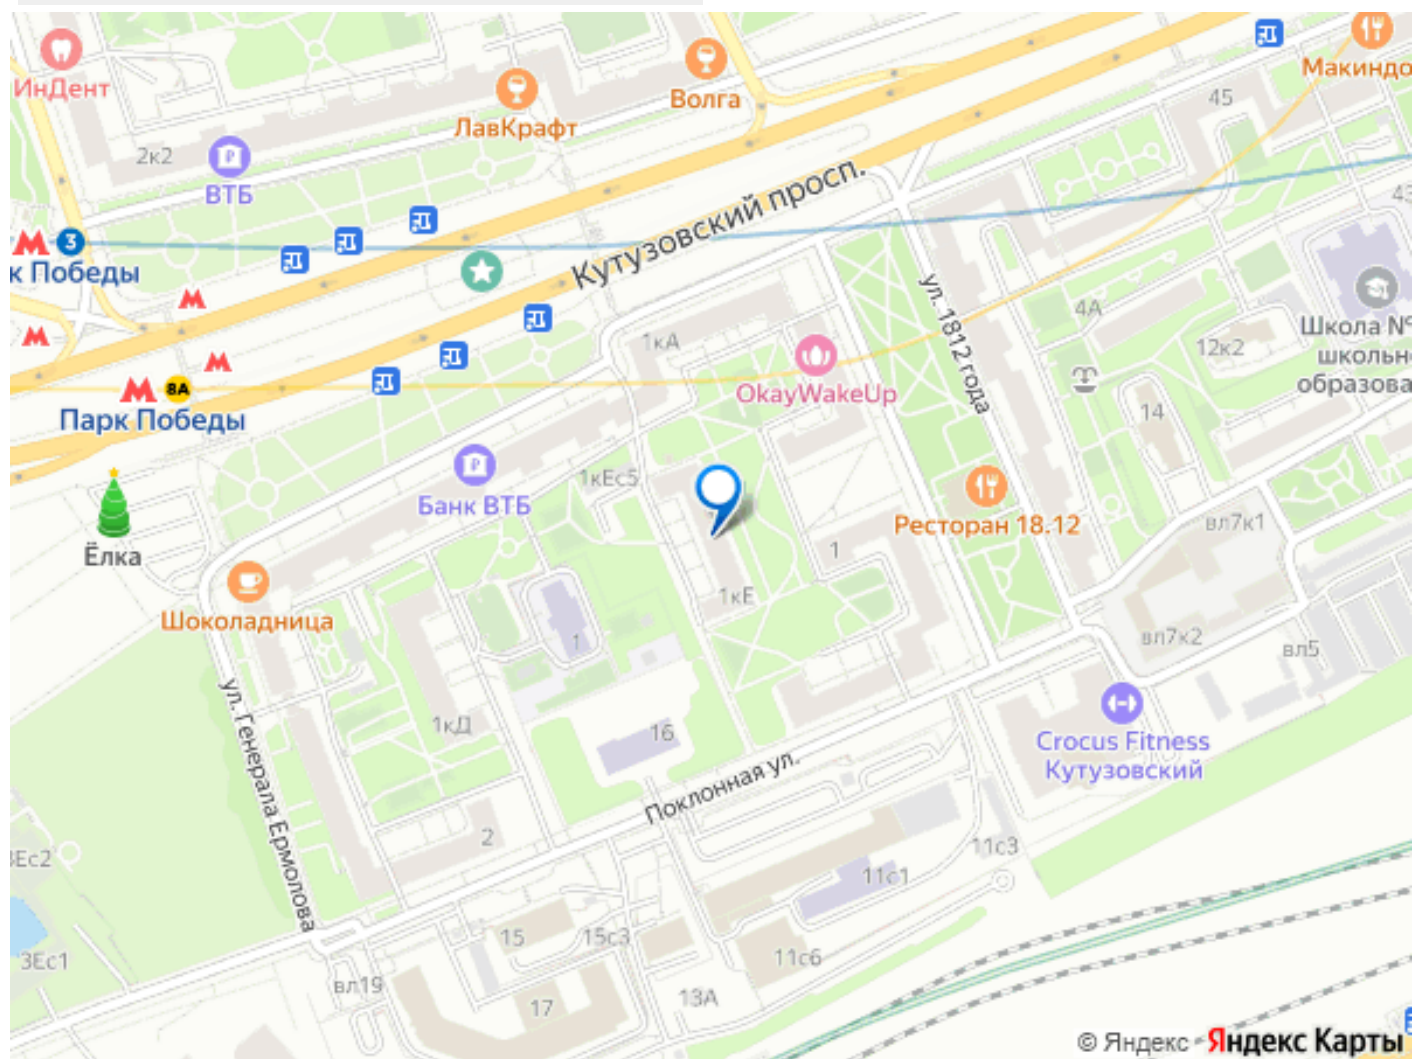 ИнДент
Волга
ЛавКрафт
Макиндо
45
2к2
ВТБ
43
3
к Победы
Кутузовский просп.
ул. 1812 года
4А
1кА
12к2
Школа №
школьн
образова
OkayWakeUp
8А
Парк Победы
14
1кЕс5
Банк ВТБ
Ресторан 18.12
вл7к1
Ёлка
1
1кЕ
Шоколадница
1
вл7к2
вл5
ул. Генерала Ермолова
1кД
16
Crocus Fitness
Кутузовский
Поклонная ул.
2
3Ес2
11с3
11с1
15
15с3
3Ес1
11с6
вл19
17
13А
© Яндекс
Яндекс Карты